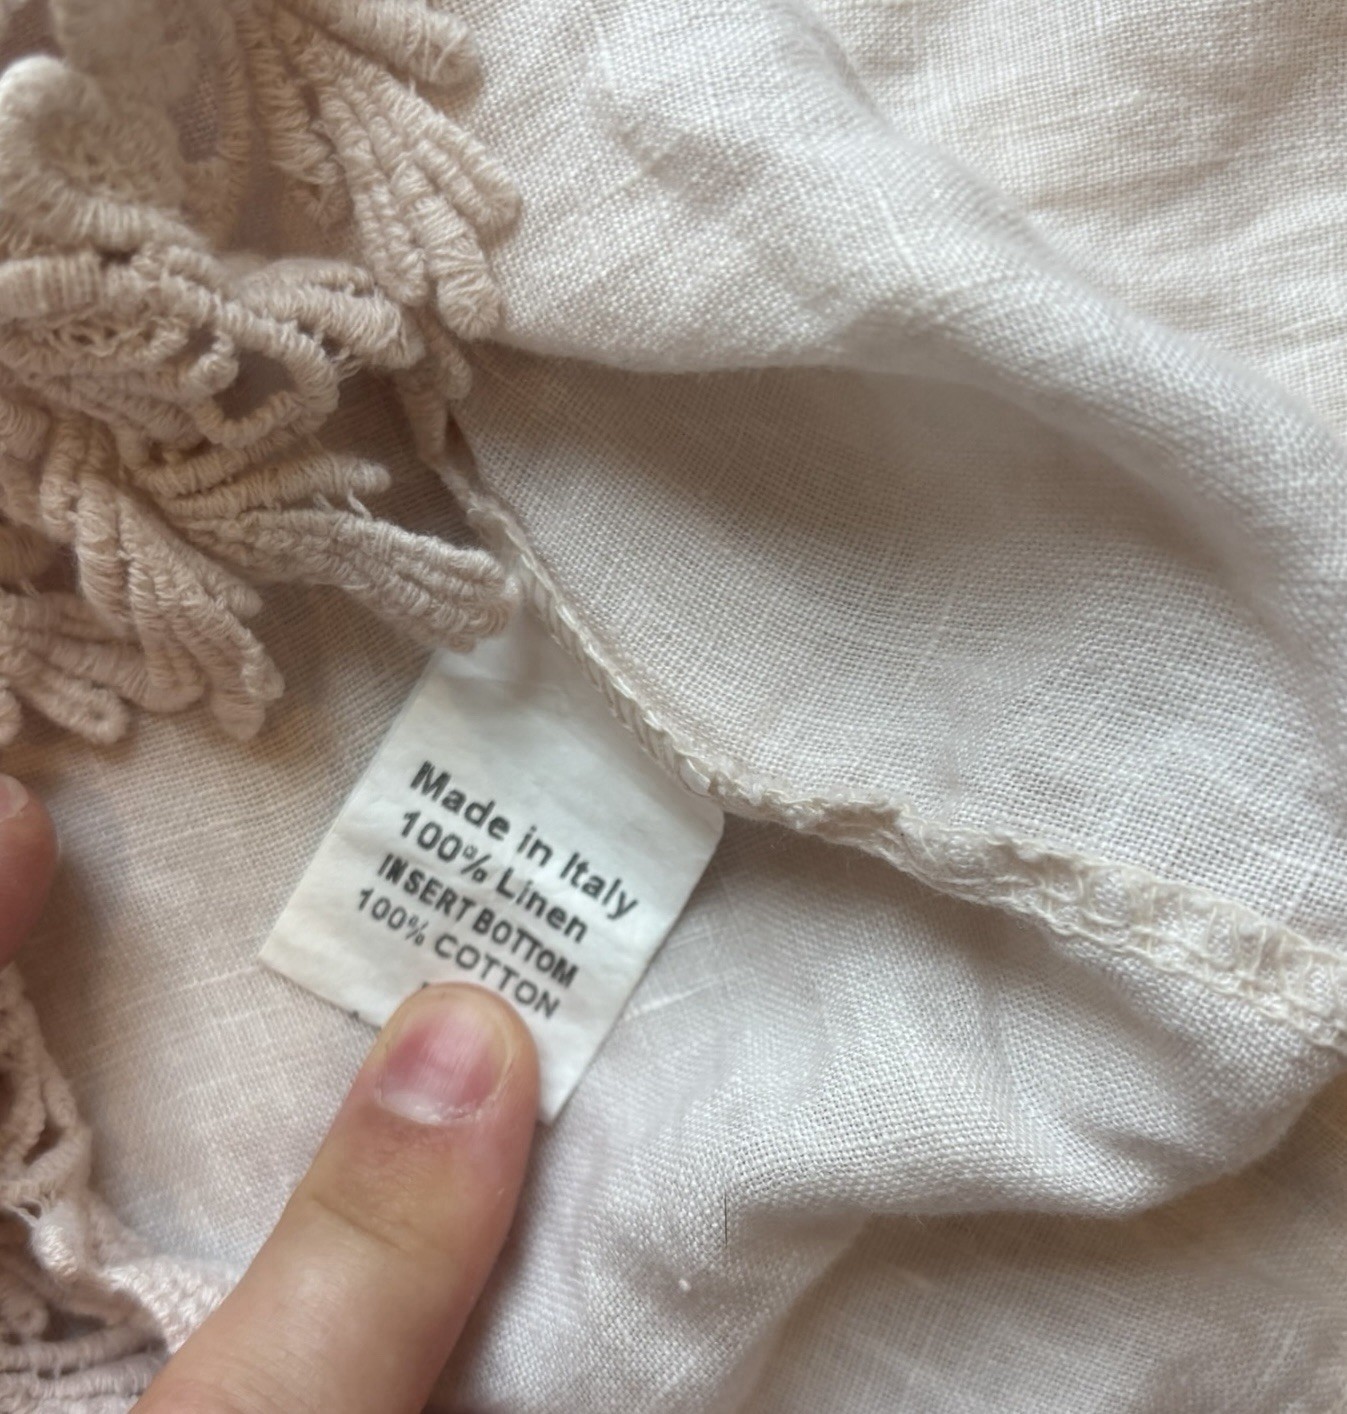 Made in Italy
100% Linen
INSERT BOTTOM
100% COTTON